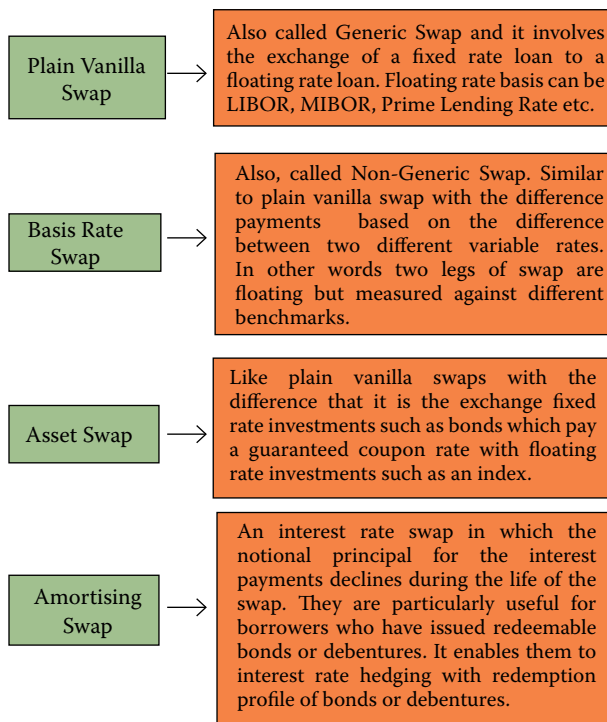 Plain Vanilla
Swap
Also called Generic Swap and it involves
the exchange of a fixed rate loan to a
floating rate loan. Floating rate basis can be
LIBOR, MIBOR, Prime Lending Rate etc.
Basis Rate
Swap
Also, called Non-Generic Swap. Similar
to plain vanilla swap with the difference
payments based on the difference
between two different variable rates.
In other words two legs of swap are
floating but measured against different
benchmarks.
Asset Swap
Like plain vanilla swaps with the
difference that it is the exchange fixed
rate investments such as bonds which pay
a guaranteed coupon rate with floating
rate investments such as an index.
Amortising
Swap
An interest rate swap in which the
notional principal for the interest
payments declines during the life of the
swap. They are particularly useful for
borrowers who have issued redeemable
bonds or debentures. It enables them to
interest rate hedging with redemption
profile of bonds or debentures.